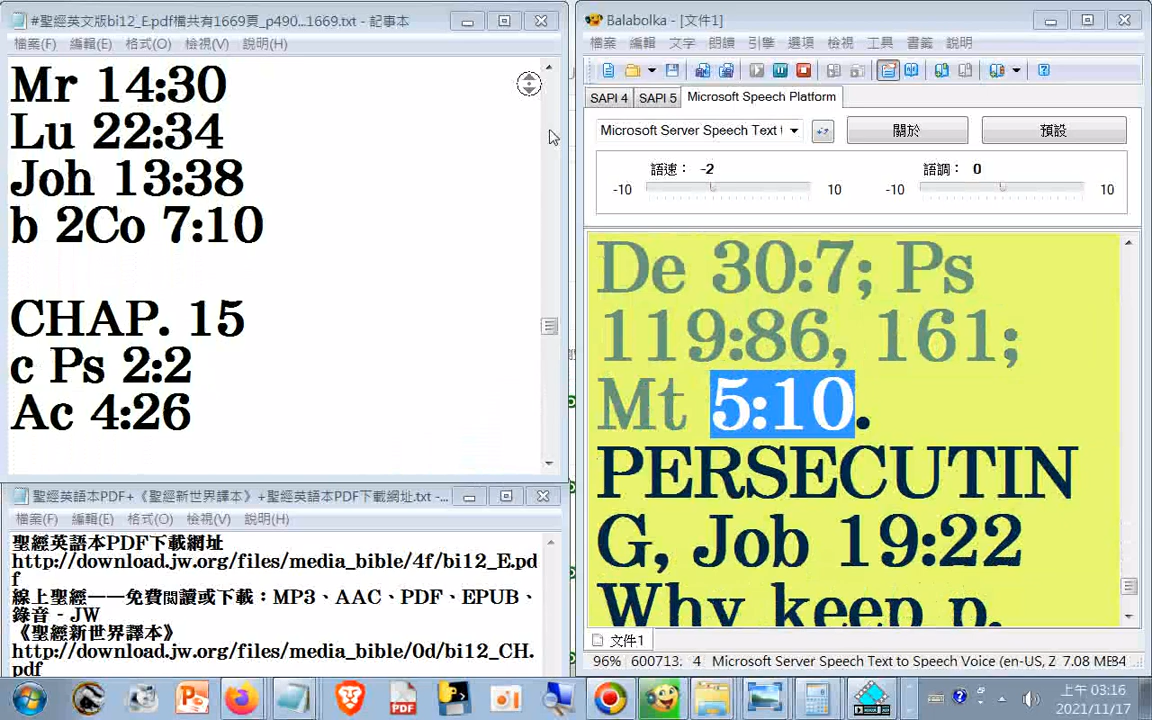 #聖經英文版bi12_E.pdf檔共有1669頁_p490...1669.txt - 記事本
檔案(F) 編輯(E) 格式(O) 檢視(V) 說明(H)
Mr 14:30
Lu 22:34
Joh 13:38
b 2Co 7:10
CHAP. 15
c Ps 2:2
Ac 4:26
聖經英語本PDF+《聖經新世界譯本》+聖經英語本PDF下載網址.txt -...
檔案(F) 編輯(E) 格式(O) 檢視(V) 說明(H)
聖經英語本PDF下載網址
http://download.jw.org/files/media_bible/4f/bi12_E.pd
f
線上聖經——免費閱讀或下載：MP3、AAC、PDF、EPUB、
錄音 - JW
《聖經新世界譯本》
http://download.jw.org/files/media_bible/0d/bi12_CH.
pdf
Balabolka - [文件1]
檔案 編輯 文字 朗讀 引擎 選項 檢視 工具 書籤 說明
SAPI 4 SAPI 5 Microsoft Speech Platform
Microsoft Server Speech Text t 關於 預設
語速： -2 語調： 0
-10 10 -10 10
De 30:7; Ps
119:86, 161;
Mt 5:10.
PERSECUTIN
G, Job 19:22
Why keep p.
文件1
96% 600713: 4 Microsoft Server Speech Text to Speech Voice (en-US, Z 7.08 MB
上午 03:16
2021/11/17